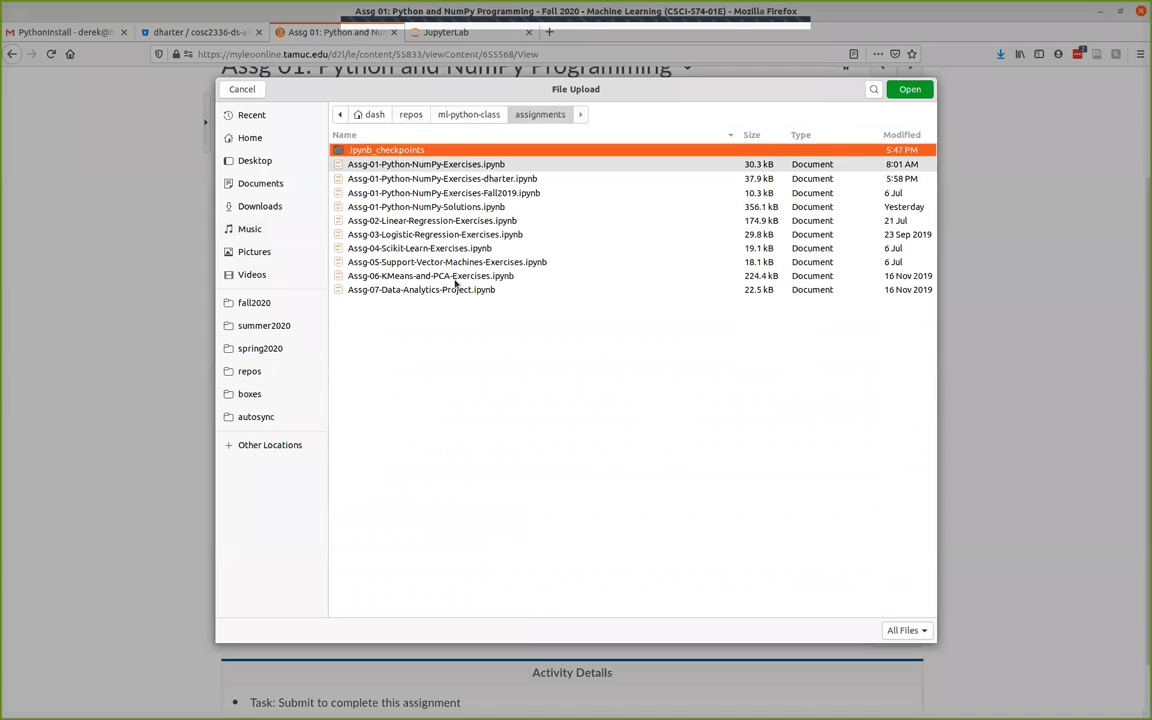 Assg 01: Python and NumPy Programming - Fall 2020 - Machine Learning (CSCI-574-01E) - Mozilla Firefox
PythonInstall - derek@h
dharter / cosc2336-ds-a
Assg 01: Python and Nu
JupyterLab
https://myleoonline.tamuc.edu/d2l/le/content/55833/viewContent/655568/View
Assg 01: Python and NumPy Programming
Cancel
File Upload
Open
Recent
Home
Desktop
Documents
Downloads
Music
Pictures
Videos
fall2020
summer2020
spring2020
repos
boxes
autosync
Other Locations
dash repos ml-python-class assignments
Name Size Type Modified
.ipynb_checkpoints 5:47 PM
Assg-01-Python-NumPy-Exercises.ipynb 30.3 kB Document 8:01 AM
Assg-01-Python-NumPy-Exercises-dharter.ipynb 37.9 kB Document 5:58 PM
Assg-01-Python-NumPy-Exercises-Fall2019.ipynb 10.3 kB Document 6 Jul
Assg-01-Python-NumPy-Solutions.ipynb 356.1 kB Document Yesterday
Assg-02-Linear-Regression-Exercises.ipynb 174.9 kB Document 21 Jul
Assg-03-Logistic-Regression-Exercises.ipynb 29.8 kB Document 23 Sep 2019
Assg-04-Scikit-Learn-Exercises.ipynb 19.1 kB Document 6 Jul
Assg-05-Support-Vector-Machines-Exercises.ipynb 18.1 kB Document 6 Jul
Assg-06-KMeans-and-PCA-Exercises.ipynb 224.4 kB Document 16 Nov 2019
Assg-07-Data-Analytics-Project.ipynb 22.5 kB Document 16 Nov 2019
All Files
Activity Details
Task: Submit to complete this assignment